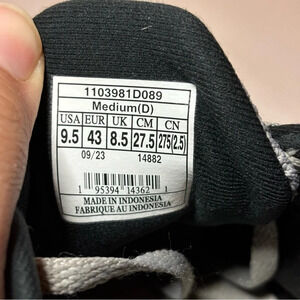 1103981D089
Medium(D)
USA EUR UK CM CN
9.5 43 8.5 27.5 275(2.5)
09/23 14882
1 95394 14362 1
MADE IN INDONESIA
FABRIQUE AU INDONESIA